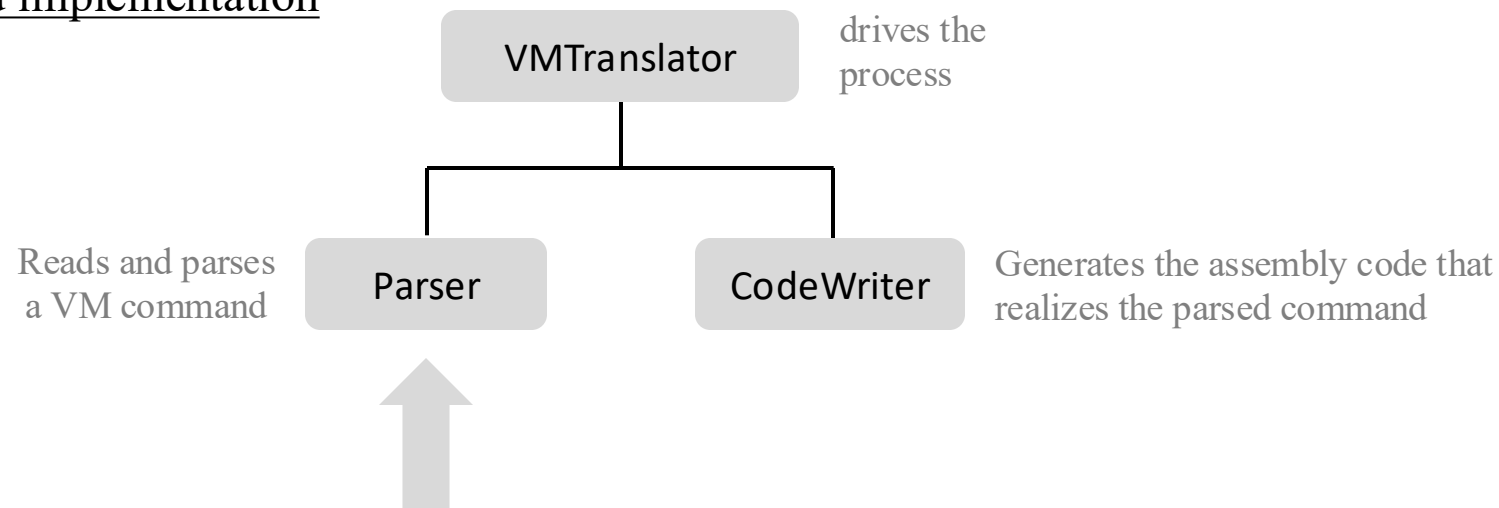 implementation
VMTranslator
drives the
process
Reads and parses
a VM command
Parser
CodeWriter
Generates the assembly code that
realizes the parsed command